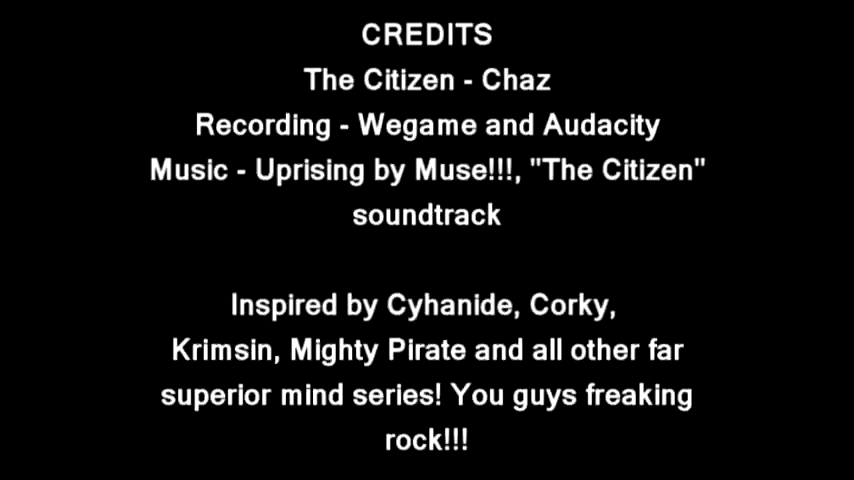 CREDITS
The Citizen - Chaz
Recording - Wegame and Audacity
Music - Uprising by Muse!!!, "The Citizen"
soundtrack
Inspired by Cyhanide, Corky,
Krimsin, Mighty Pirate and all other far
superior mind series! You guys freaking
rock!!!